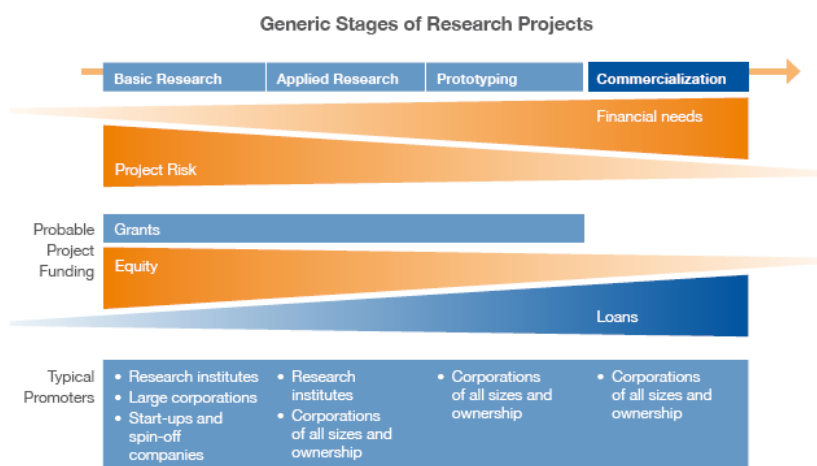 Generic Stages of Research Projects
Basic Research
Applied Research
Prototyping
Commercialization
Financial needs
Project Risk
Probable
Project
Funding
Grants
Equity
Loans
Typical
Promoters
• Research institutes
• Large corporations
• Start-ups and
spin-off
companies
• Research
institutes
• Corporations
of all sizes and
ownership
• Corporations
of all sizes and
ownership
• Corporations
of all sizes and
ownership